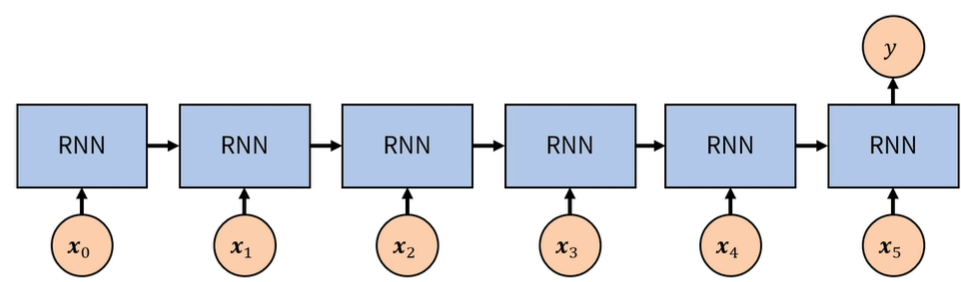 y
RNN RNN RNN RNN RNN RNN
x₀ x₁ x₂ x₃ x₄ x₅